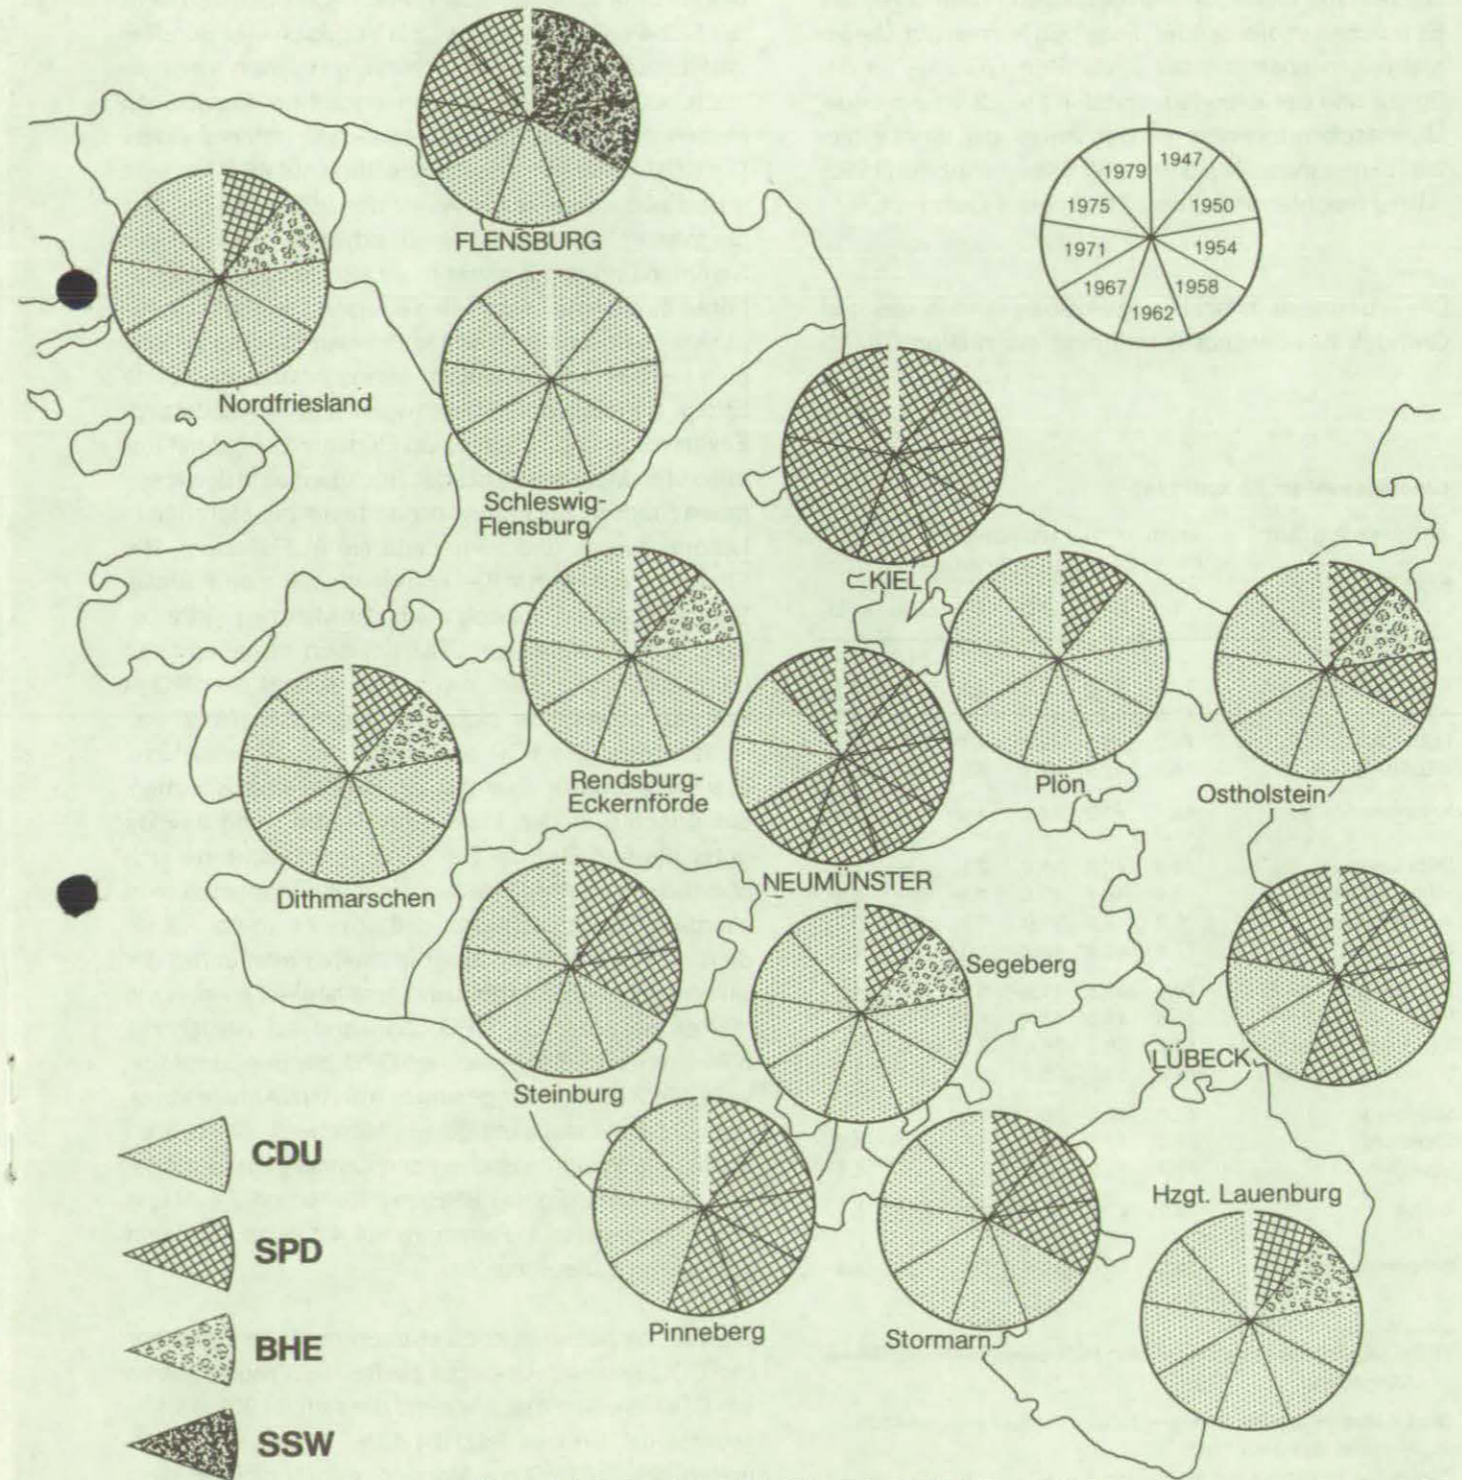 FLENSBURG
1979
1947
1975
1950
1971
1954
1967
1958
1962
Nordfriesland
Schleswig-
Flensburg
KIEL
Rendsburg-
Eckernförde
Plön
Ostholstein
Dithmarschen
NEUMÜNSTER
Segeberg
Steinburg
LÜBECK
Hzgt. Lauenburg
Pinneberg
Stormarn
CDU
SPD
BHE
SSW